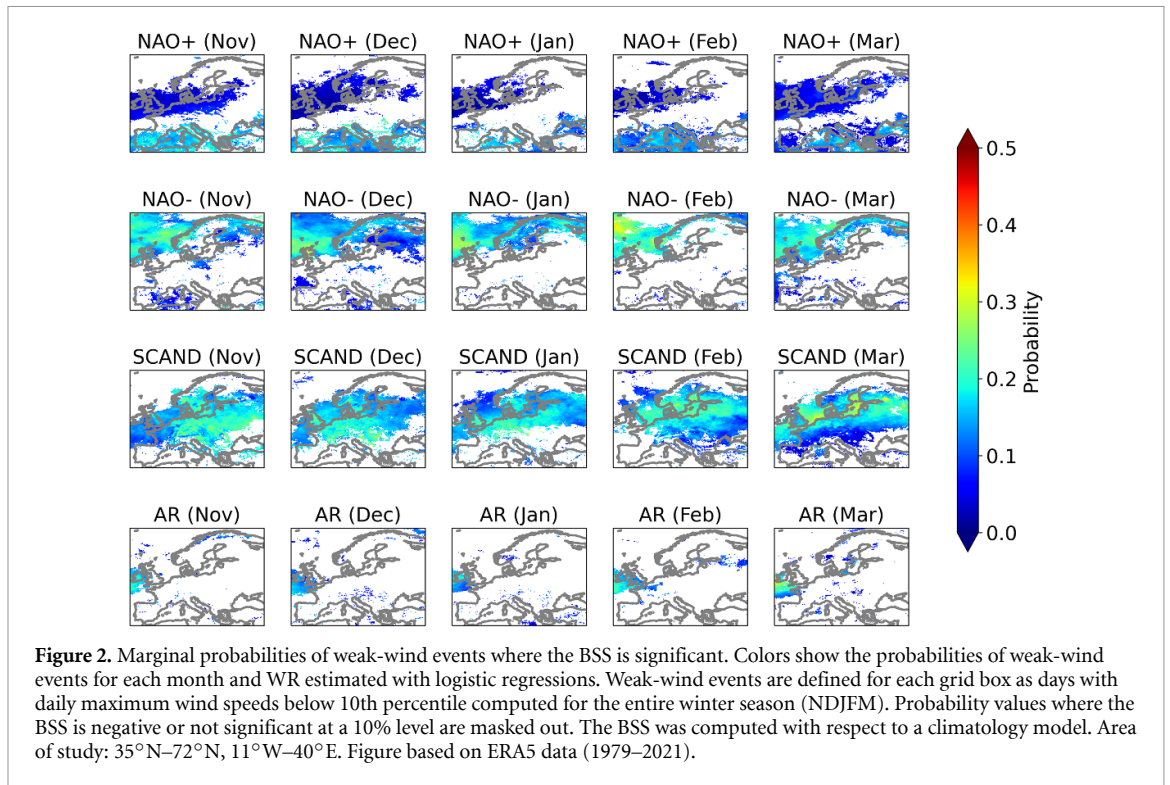 NAO+ (Nov) NAO+ (Dec) NAO+ (Jan) NAO+ (Feb) NAO+ (Mar)
NAO- (Nov) NAO- (Dec) NAO- (Jan) NAO- (Feb) NAO- (Mar)
SCAND (Nov) SCAND (Dec) SCAND (Jan) SCAND (Feb) SCAND (Mar)
AR (Nov) AR (Dec) AR (Jan) AR (Feb) AR (Mar)
0.5
0.4
0.3
0.2
0.1
0.0
Probability
Figure 2. Marginal probabilities of weak-wind events where the BSS is significant. Colors show the probabilities of weak-wind
events for each month and WR estimated with logistic regressions. Weak-wind events are defined for each grid box as days with
daily maximum wind speeds below 10th percentile computed for the entire winter season (NDJFM). Probability values where the
BSS is negative or not significant at a 10% level are masked out. The BSS was computed with respect to a climatology model. Area
of study: 35°N–72°N, 11°W–40°E. Figure based on ERA5 data (1979–2021).